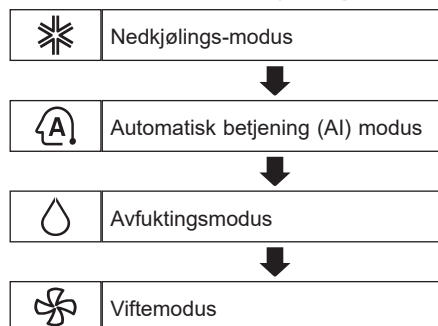 Nedkjølings-modus
A
Automatisk betjening (AI) modus
Avfuktingsmodus
Viftemodus